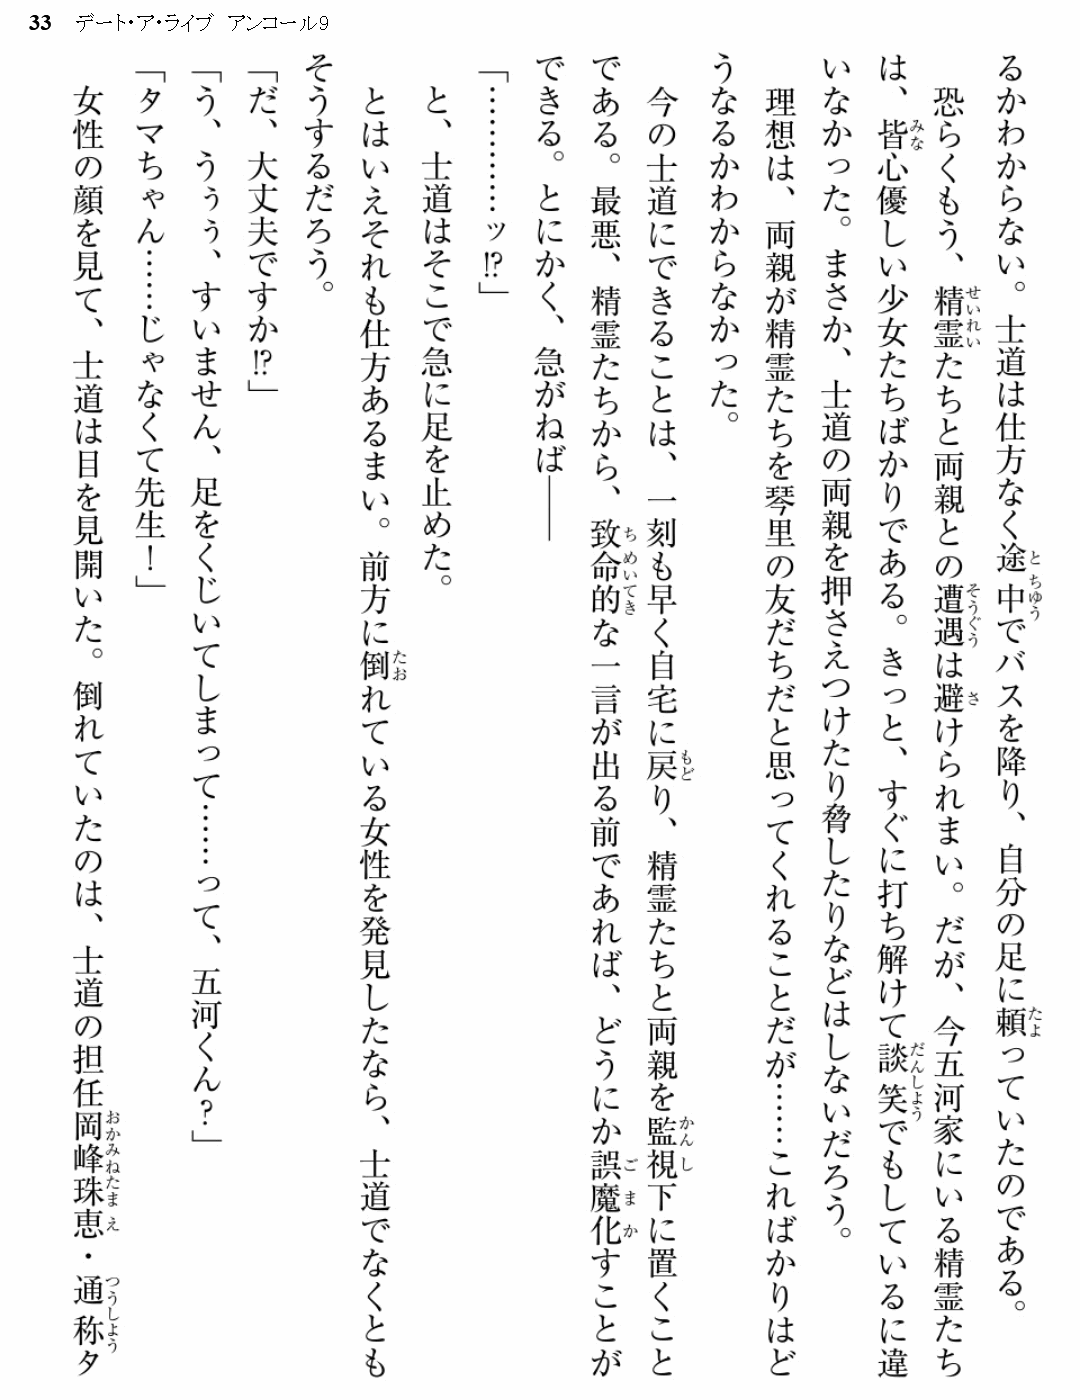 33 デート・ア・ライブ アンコール9
るかわからない。士道は仕方なく途中でバスを降り、自分の足に頼っていたのである。
恐らくもう、精霊たちと両親との遭遇は避けられまい。だが、今五河家にいる精霊たち
は、皆心優しい少女たちばかりである。きっと、すぐに打ち解けて談笑でもしているに違
いなかった。まさか、士道の両親を押さえつけたり脅したりなどはしないだろう。
理想は、両親が精霊たちを琴里の友だちだと思ってくれることだが……こればかりはど
うなるかわからなかった。
今の士道にできることは、一刻も早く自宅に戻り、精霊たちと両親を監視下に置くこと
である。最悪、精霊たちから、致命的な一言が出る前であれば、どうにか誤魔化すことが
できる。とにかく、急がねば――
「…………ッ!?」
と、士道はそこで急に足を止めた。
とはいえそれも仕方あるまい。前方に倒れている女性を発見したなら、士道でなくとも
そうするだろう。
「だ、大丈夫ですか!?」
「う、うぅぅ、すいません、足をくじいてしまって……って、五河くん?」
「タマちゃん……じゃなくて先生!」
女性の顔を見て、士道は目を見開いた。倒れていたのは、士道の担任岡峰珠恵・通称タ